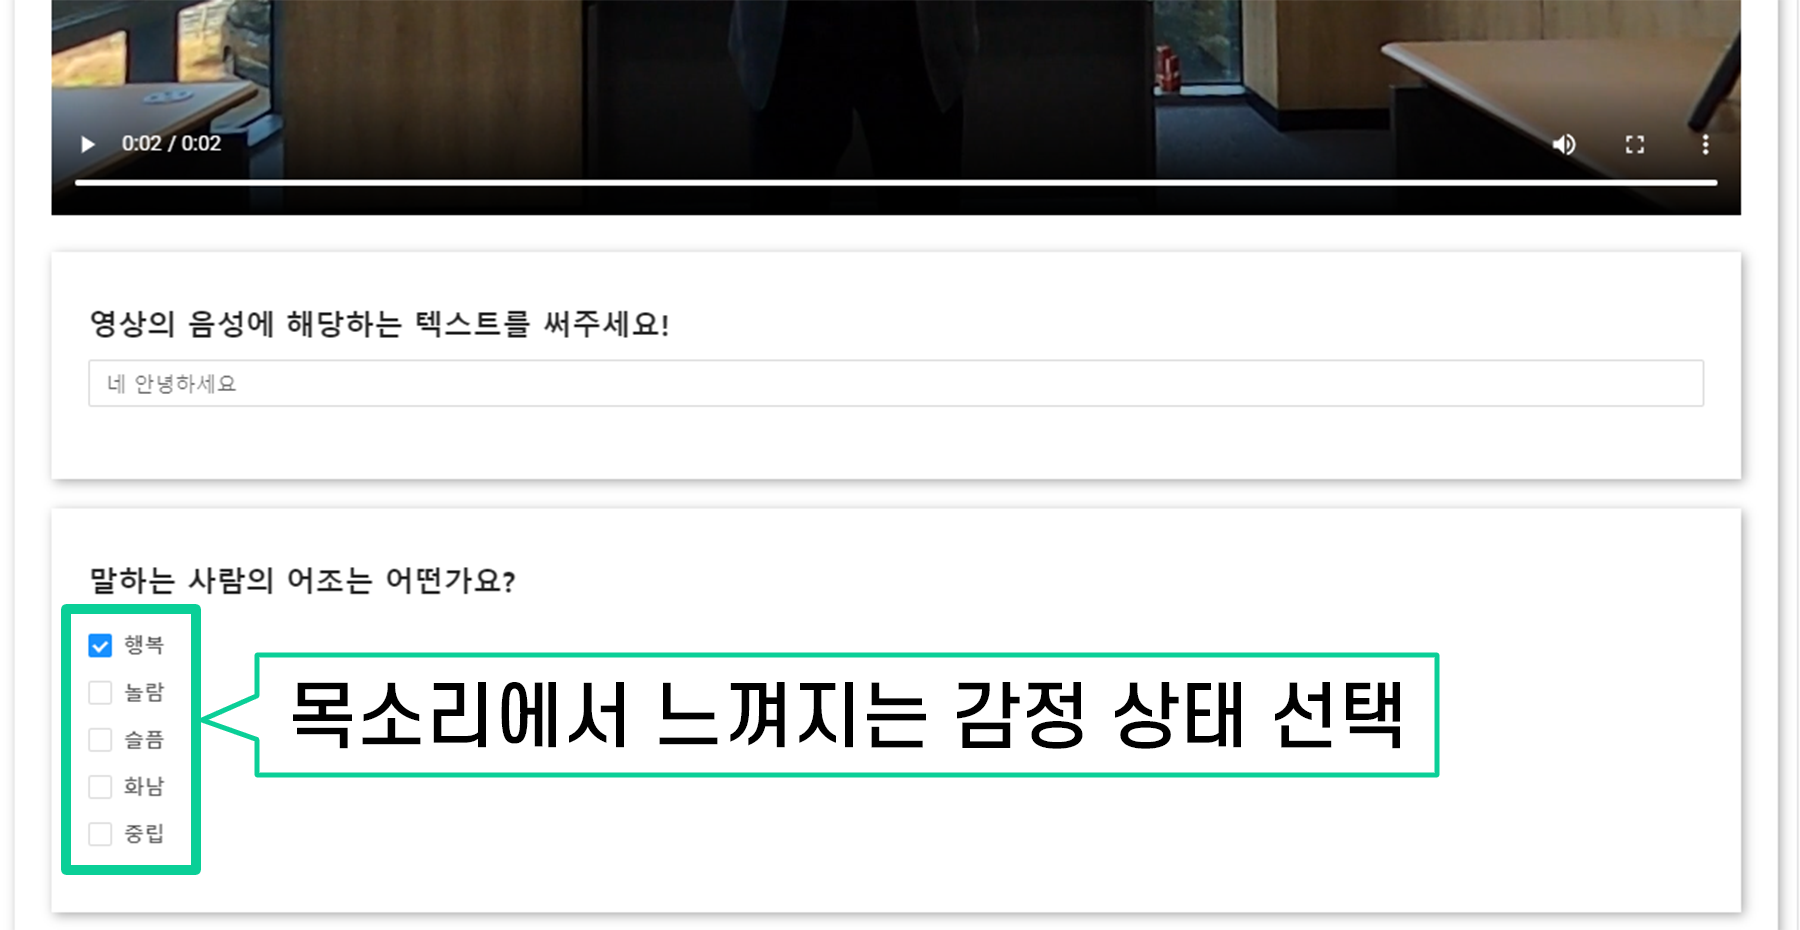 0:02 / 0:02
영상의 음성에 해당하는 텍스트를 써주세요!
네 안녕하세요
말하는 사람의 어조는 어떤가요?
행복
놀람
슬픔
화남
중립
목소리에서 느껴지는 감정 상태 선택